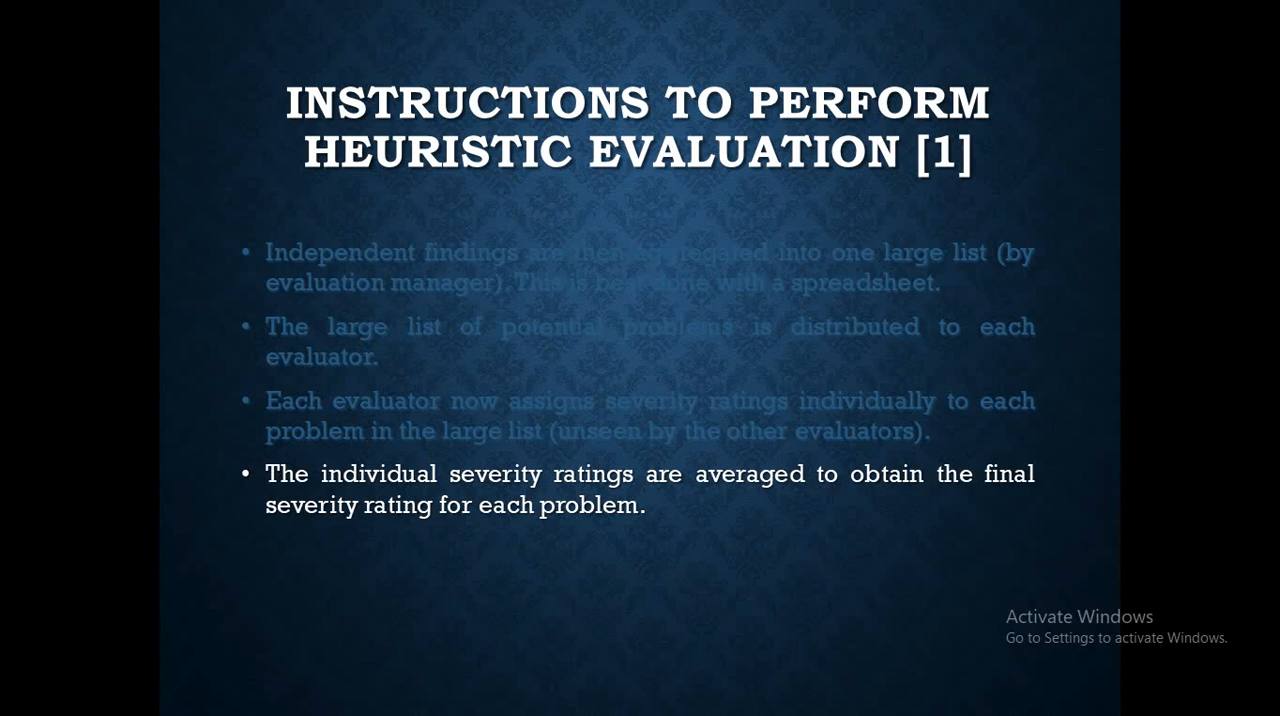 INSTRUCTIONS TO PERFORM
HEURISTIC EVALUATION [1]
• Independent findings are then aggregated into one large list (by
evaluation manager). This is best done with a spreadsheet.
• The large list of potential problems is distributed to each
evaluator.
• Each evaluator now assigns severity ratings individually to each
problem in the large list (unseen by the other evaluators).
• The individual severity ratings are averaged to obtain the final
severity rating for each problem.
Activate Windows
Go to Settings to activate Windows.